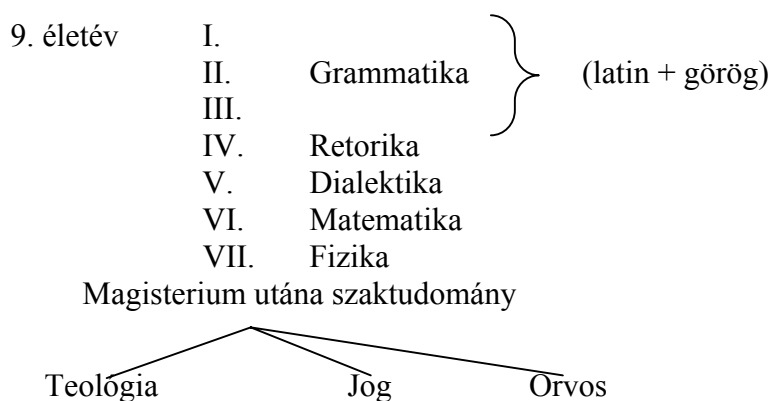 9. életév I.
II. Grammatika (latin + görög)
III.
IV. Retorika
V. Dialektika
VI. Matematika
VII. Fizika
Magisterium utána szaktudomány
Teológia Jog Orvos